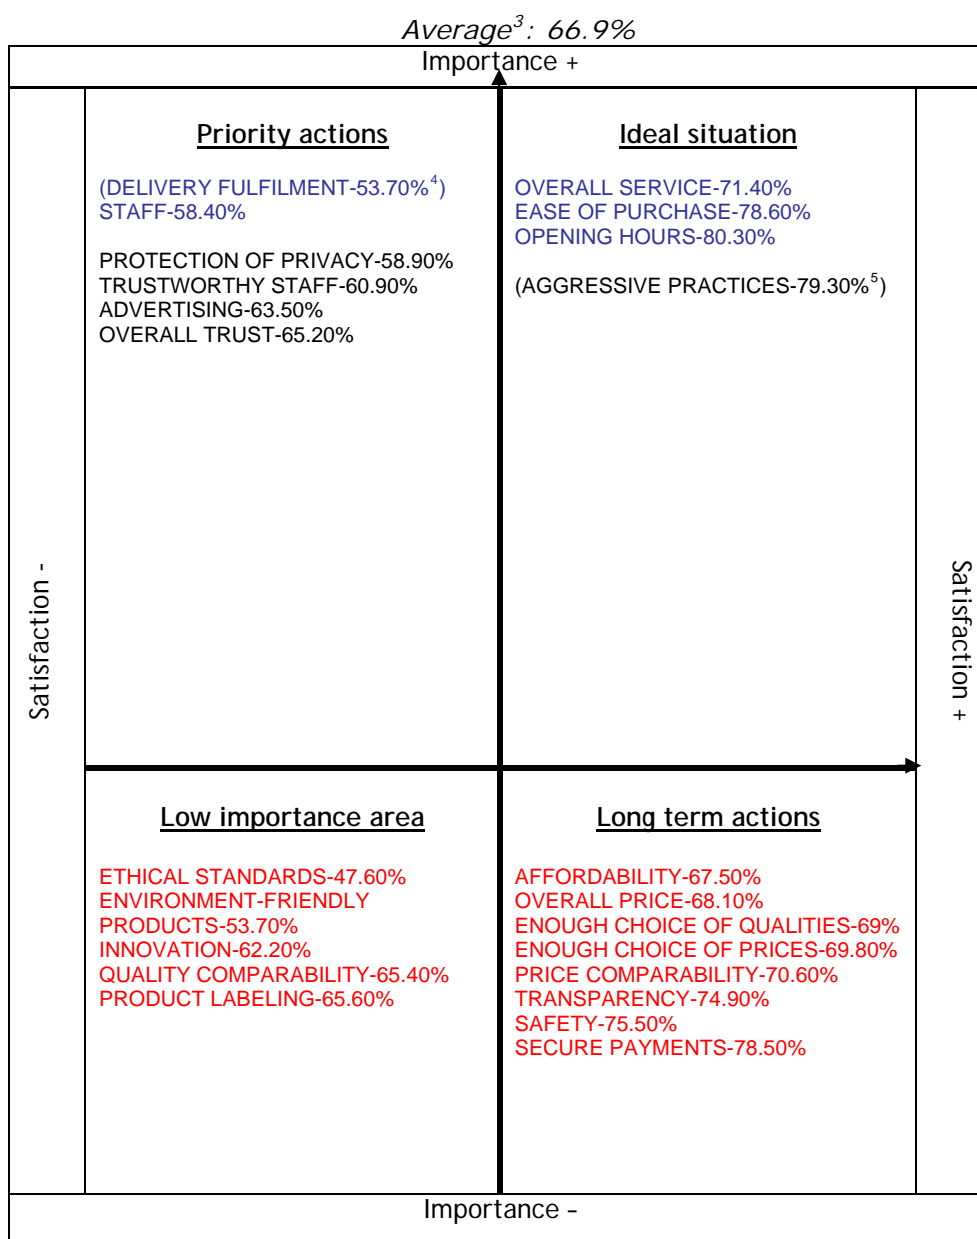 Average³: 66.9%
Importance +
Priority actions
(DELIVERY FULFILMENT-53.70%⁴)
STAFF-58.40%
PROTECTION OF PRIVACY-58.90%
TRUSTWORTHY STAFF-60.90%
ADVERTISING-63.50%
OVERALL TRUST-65.20%
Ideal situation
OVERALL SERVICE-71.40%
EASE OF PURCHASE-78.60%
OPENING HOURS-80.30%
(AGGRESSIVE PRACTICES-79.30%⁵)
Satisfaction -
Satisfaction +
Low importance area
ETHICAL STANDARDS-47.60%
ENVIRONMENT-FRIENDLY
PRODUCTS-53.70%
INNOVATION-62.20%
QUALITY COMPARABILITY-65.40%
PRODUCT LABELING-65.60%
Long term actions
AFFORDABILITY-67.50%
OVERALL PRICE-68.10%
ENOUGH CHOICE OF QUALITIES-69%
ENOUGH CHOICE OF PRICES-69.80%
PRICE COMPARABILITY-70.60%
TRANSPARENCY-74.90%
SAFETY-75.50%
SECURE PAYMENTS-78.50%
Importance –